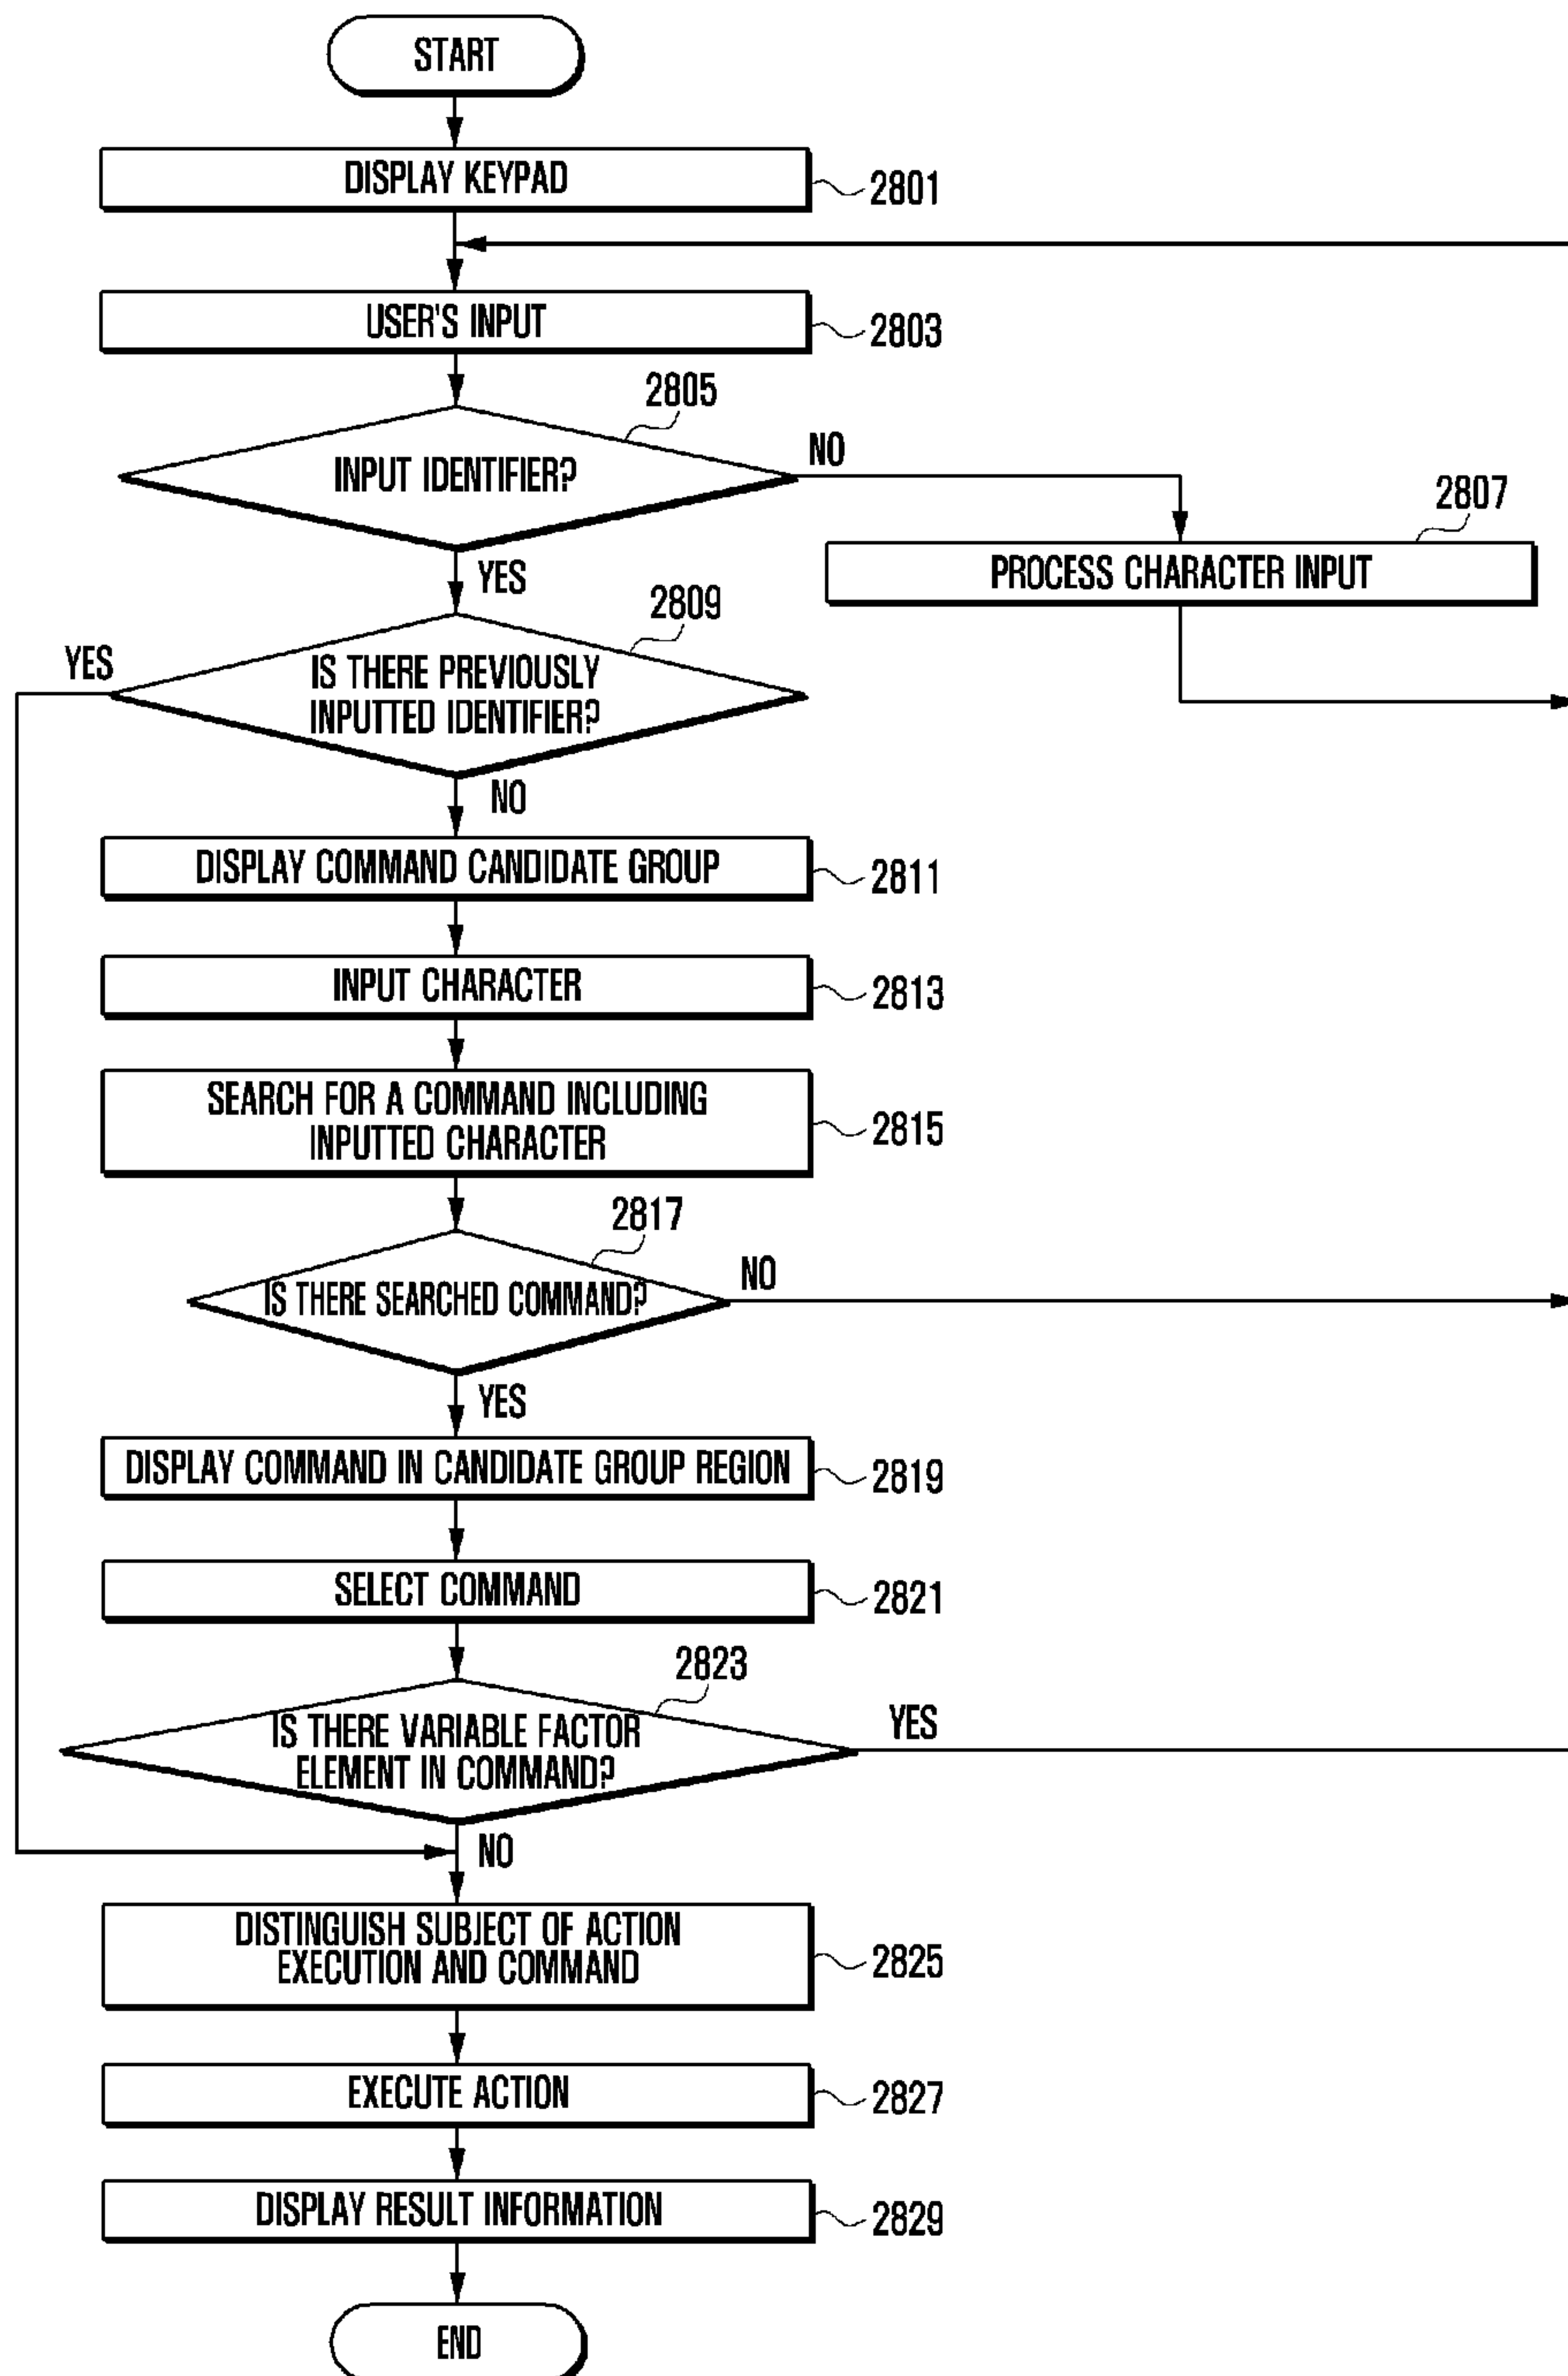 START
DISPLAY KEYPAD
2801
USER'S INPUT
2803
2805
INPUT IDENTIFIER?
NO
2807
PROCESS CHARACTER INPUT
YES
2809
YES
IS THERE PREVIOUSLY
INPUTTED IDENTIFIER?
NO
DISPLAY COMMAND CANDIDATE GROUP
2811
INPUT CHARACTER
2813
SEARCH FOR A COMMAND INCLUDING
INPUTTED CHARACTER
2815
2817
IS THERE SEARCHED COMMAND?
NO
YES
DISPLAY COMMAND IN CANDIDATE GROUP REGION
2819
SELECT COMMAND
2821
2823
IS THERE VARIABLE FACTOR
ELEMENT IN COMMAND?
YES
NO
DISTINGUISH SUBJECT OF ACTION
EXECUTION AND COMMAND
2825
EXECUTE ACTION
2827
DISPLAY RESULT INFORMATION
2829
END